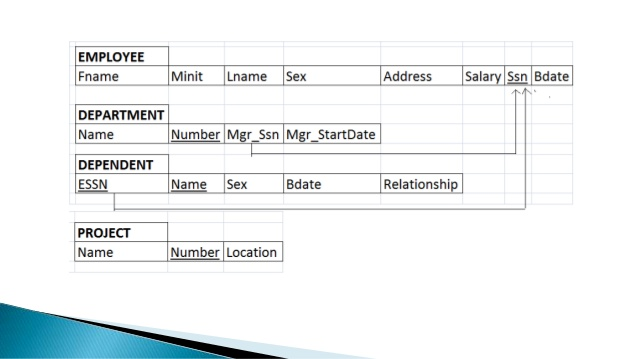 EMPLOYEE
Fname Minit Lname Sex Address Salary Ssn Bdate
DEPARTMENT
Name Number Mgr_Ssn Mgr_StartDate
DEPENDENT
ESSN Name Sex Bdate Relationship
PROJECT
Name Number Location